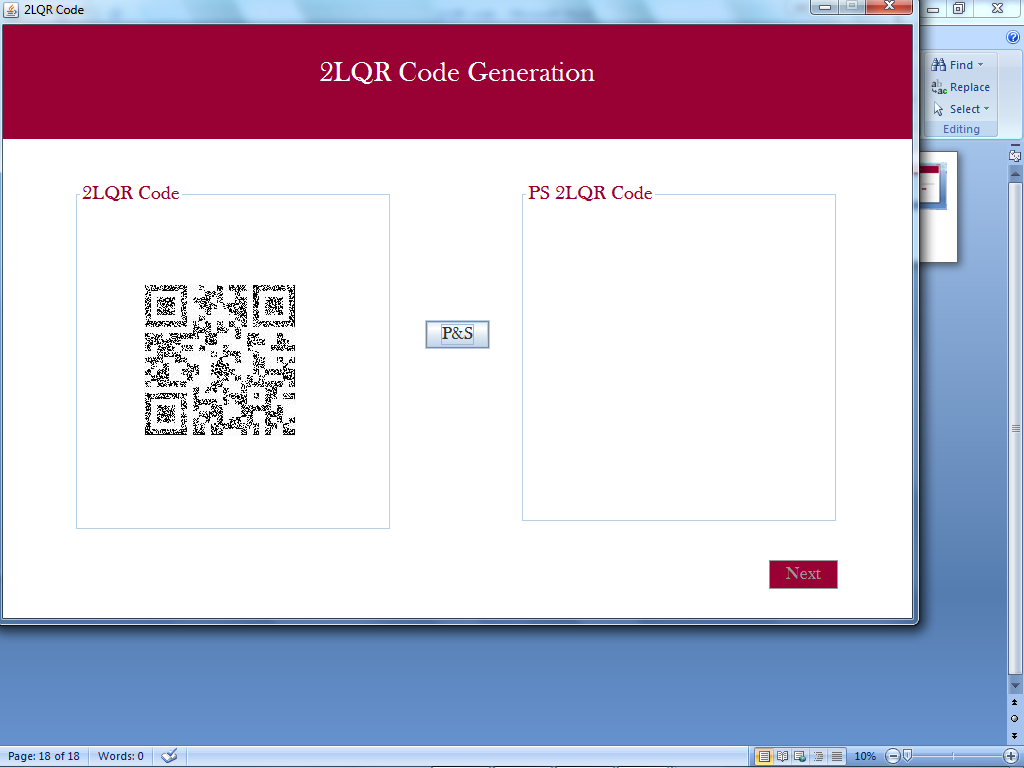 2LQR Code
2LQR Code Generation
Find
Replace
Select
Editing
2LQR Code
PS 2LQR Code
P&S
Next
Page: 18 of 18
Words: 0
10%